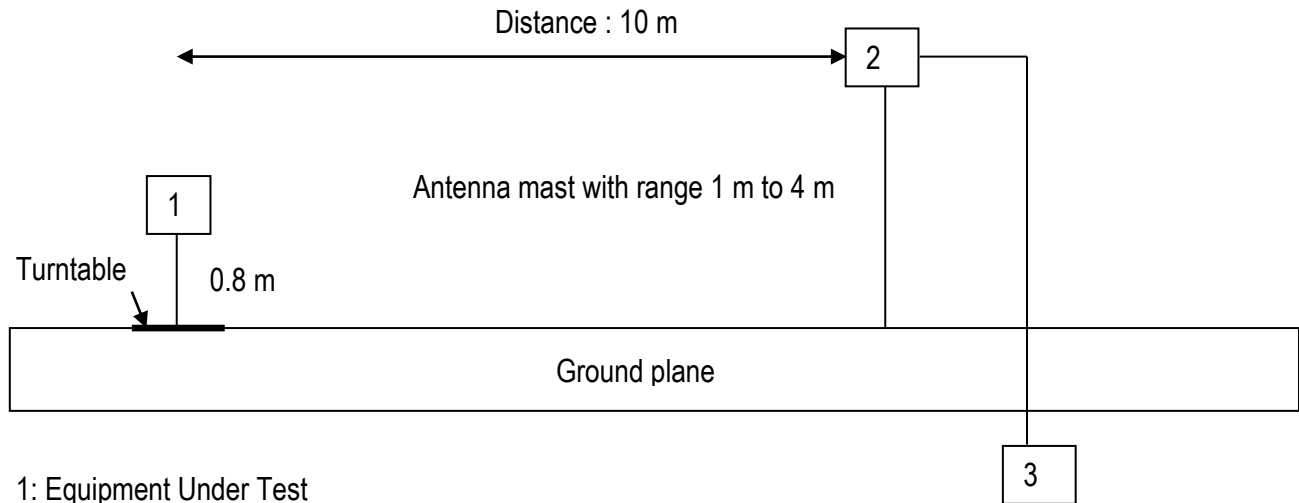 Distance : 10 m
2
Antenna mast with range 1 m to 4 m
1
Turntable
0.8 m
Ground plane
3
1: Equipment Under Test